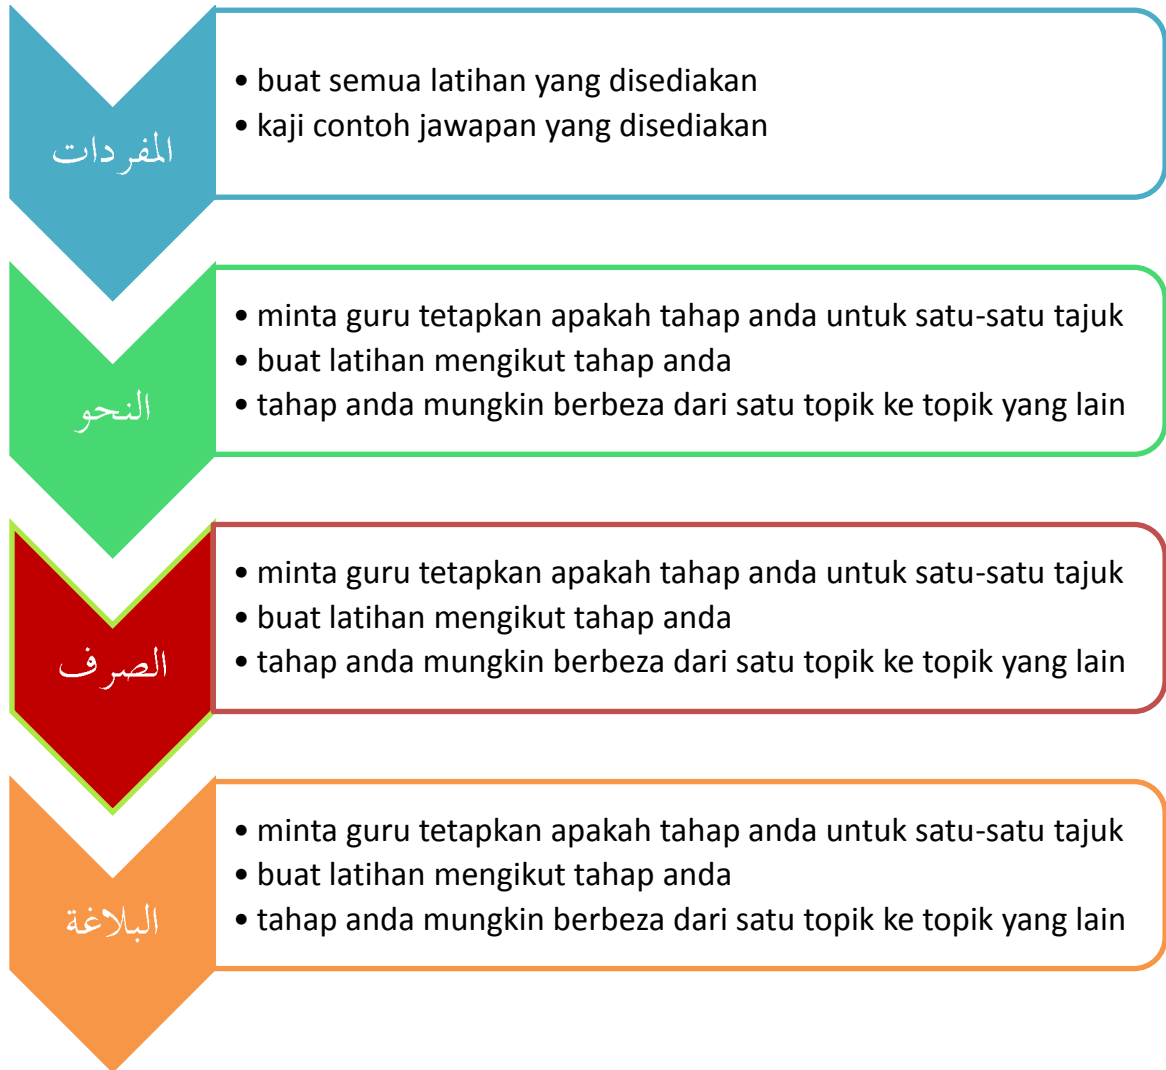 المفردات
• buat semua latihan yang disediakan
• kaji contoh jawapan yang disediakan
النحو
• minta guru tetapkan apakah tahap anda untuk satu-satu tajuk
• buat latihan mengikut tahap anda
• tahap anda mungkin berbeza dari satu topik ke topik yang lain
الصرف
• minta guru tetapkan apakah tahap anda untuk satu-satu tajuk
• buat latihan mengikut tahap anda
• tahap anda mungkin berbeza dari satu topik ke topik yang lain
البلاغة
• minta guru tetapkan apakah tahap anda untuk satu-satu tajuk
• buat latihan mengikut tahap anda
• tahap anda mungkin berbeza dari satu topik ke topik yang lain